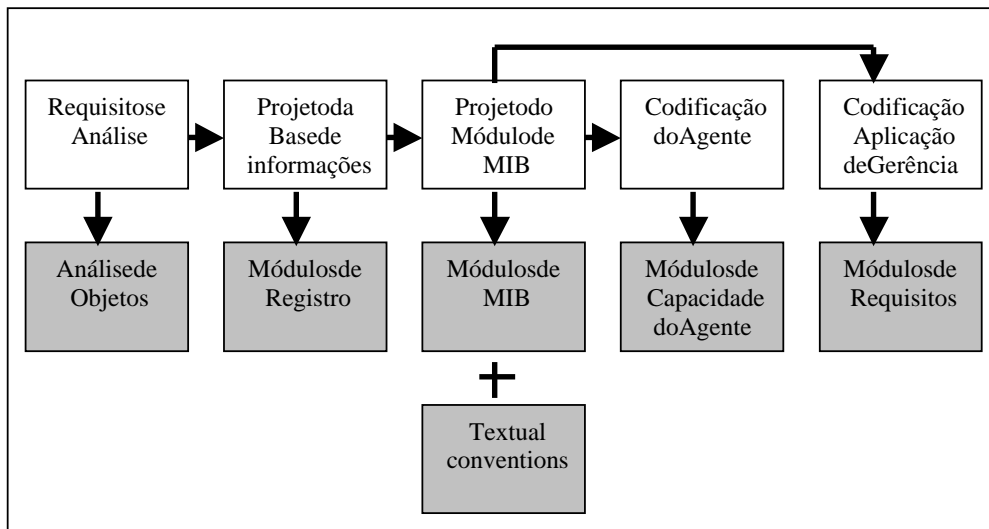 Requisitose
Análise
Projetoda
Basede
informações
Projetodo
Módulode
MIB
Codificação
doAgente
Codificação
Aplicação
deGerência
Análisede
Objetos
Módulosde
Registro
Módulosde
MIB
Módulosde
Capacidade
doAgente
Módulosde
Requisitos
Textual
conventions